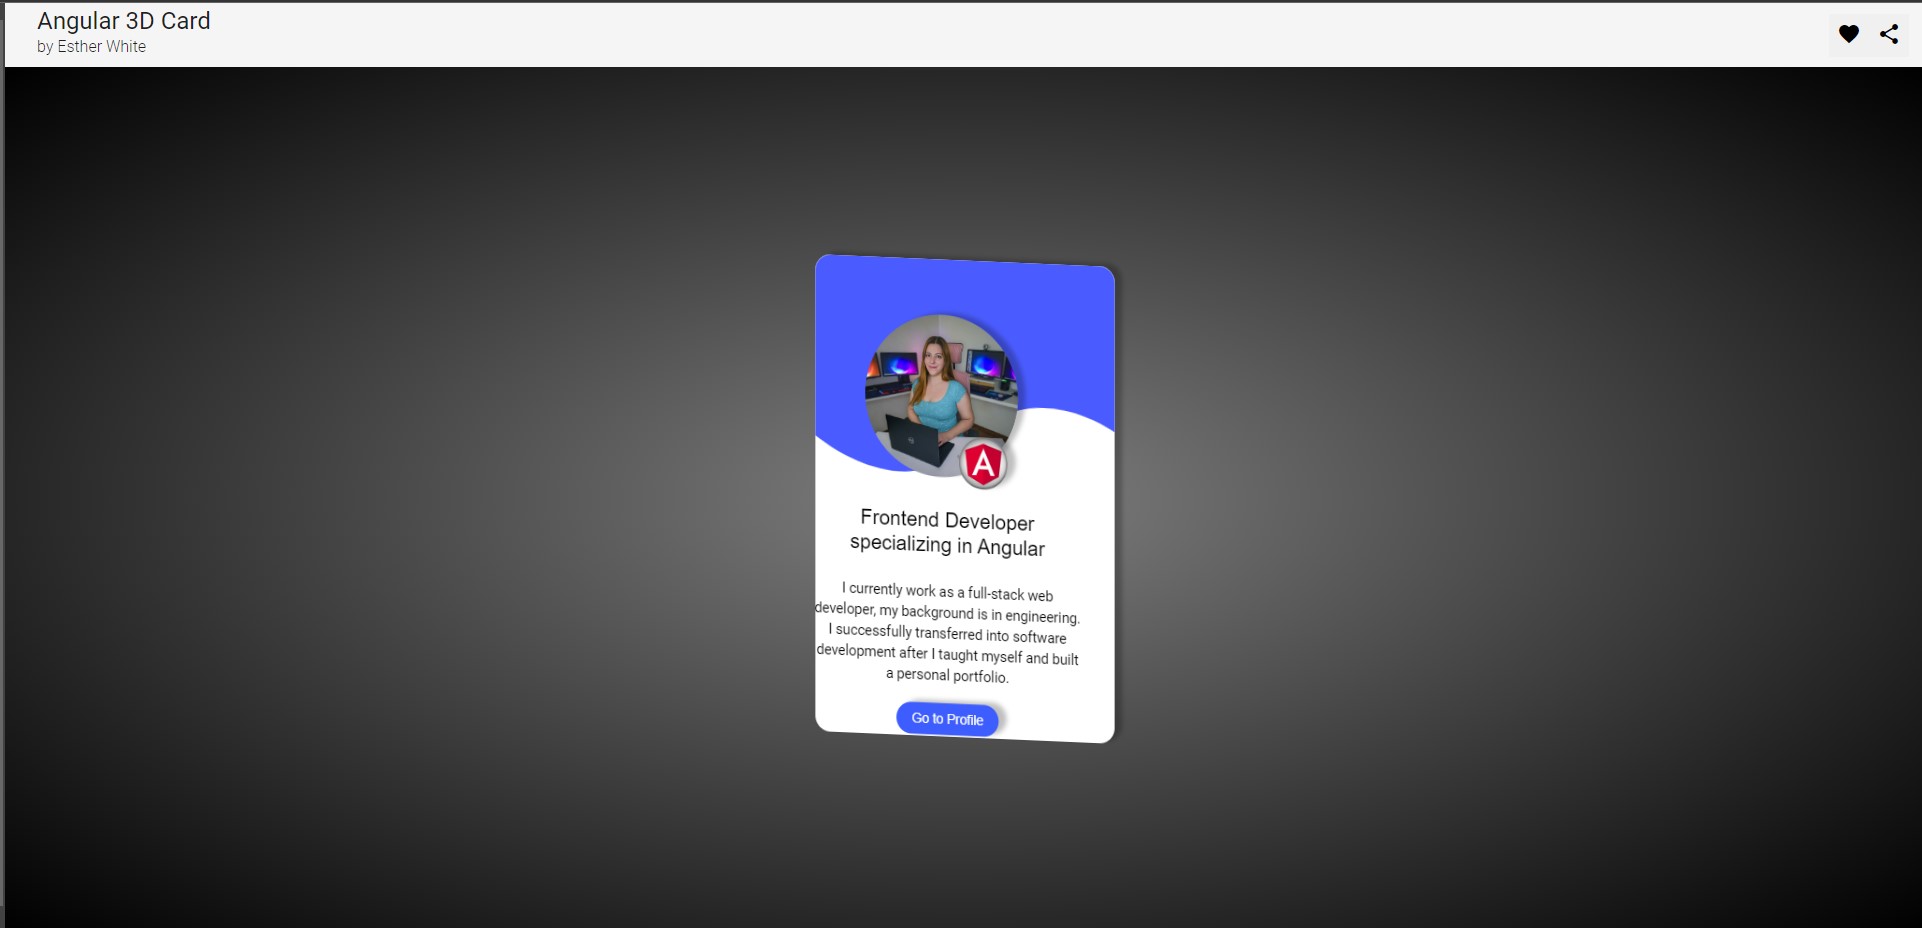 Angular 3D Card
by Esther White
A
Frontend Developer
specializing in Angular
I currently work as a full-stack web
developer, my background is in engineering.
I successfully transferred into software
development after I taught myself and built
a personal portfolio.
Go to Profile